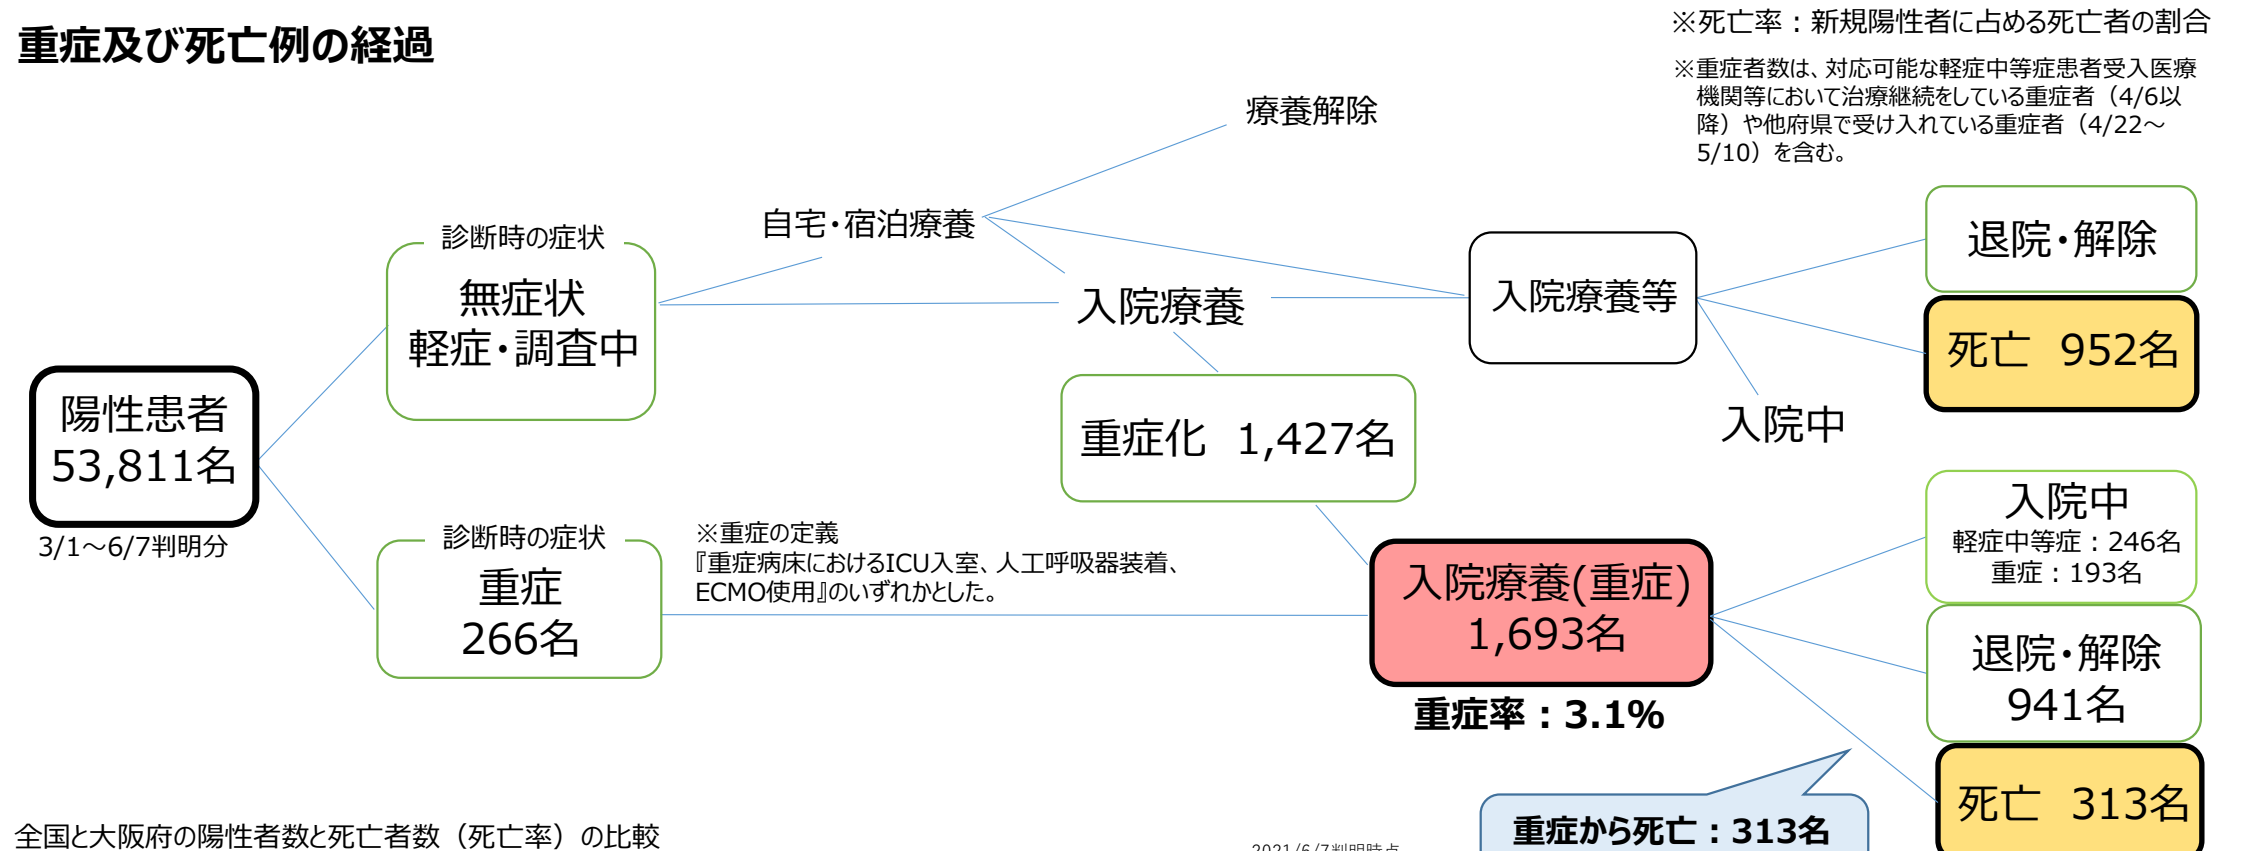 重症及び死亡例の経過
※死亡率：新規陽性者に占める死亡者の割合
※重症者数は、対応可能な軽症中等症患者受入医療
機関等において治療継続をしている重症者（4/6以
降）や他府県で受け入れている重症者（4/22～
5/10）を含む。
陽性患者
53,811名
3/1～6/7判明分
診断時の症状
無症状
軽症・調査中
診断時の症状
重症
266名
自宅・宿泊療養
療養解除
入院療養
重症化 1,427名
※重症の定義
『重症病床におけるICU入室、人工呼吸器装着、
ECMO使用』のいずれかとした。
入院療養等
退院・解除
死亡 952名
入院中
入院療養(重症)
1,693名
重症率：3.1%
入院中
軽症中等症：246名
重症：193名
退院・解除
941名
死亡 313名
重症から死亡：313名
全国と大阪府の陽性者数と死亡者数（死亡率）の比較
2021/6/7判明時点